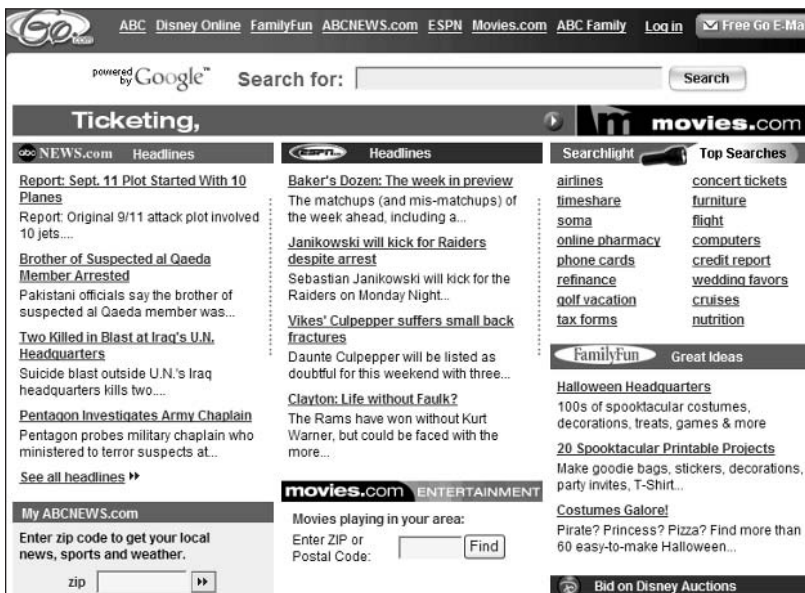 Go.com
ABC Disney Online FamilyFun ABCNEWS.com ESPN Movies.com ABC Family Log in Free Go E-Ma
powered by Google™ Search for: Search
Ticketing, movies.com
abc NEWS.com Headlines
Report: Sept. 11 Plot Started With 10
Planes
Report: Original 9/11 attack plot involved
10 jets....
Brother of Suspected al Qaeda
Member Arrested
Pakistani officials say the brother of
suspected al Qaeda member was...
Two Killed in Blast at Iraq's U.N.
Headquarters
Suicide blast outside U.N.'s Iraq
headquarters kills two....
Pentagon Investigates Army Chaplain
Pentagon probes military chaplain who
ministered to terror suspects at...
See all headlines
My ABCNEWS.com
Enter zip code to get your local
news, sports and weather.
zip
ESPN Headlines
Baker's Dozen: The week in preview
The matchups (and mis-matchups) of
the week ahead, including a...
Janikowski will kick for Raiders
despite arrest
Sebastian Janikowski will kick for the
Raiders on Monday Night...
Vikes' Culpepper suffers small back
fractures
Daunte Culpepper will be listed as
doubtful for this weekend with three...
Clayton: Life without Faulk?
The Rams have won without Kurt
Warner, but could be faced with the
more...
movies.com ENTERTAINMENT
Movies playing in your area:
Enter ZIP or
Postal Code: Find
Searchlight Top Searches
airlines concert tickets
timeshare furniture
soma flight
online pharmacy computers
phone cards credit report
refinance wedding favors
golf vacation cruises
tax forms nutrition
FamilyFun Great Ideas
Halloween Headquarters
100s of spooktacular costumes,
decorations, treats, games & more
20 Spooktacular Printable Projects
Make goodie bags, stickers, decorations,
party invites, T-Shirt...
Costumes Galore!
Pirate? Princess? Pizza? Find more than
60 easy-to-make Halloween...
Bid on Disney Auctions